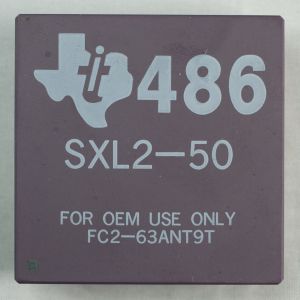 486
SXL2-50
FOR OEM USE ONLY
FC2-63ANT9T